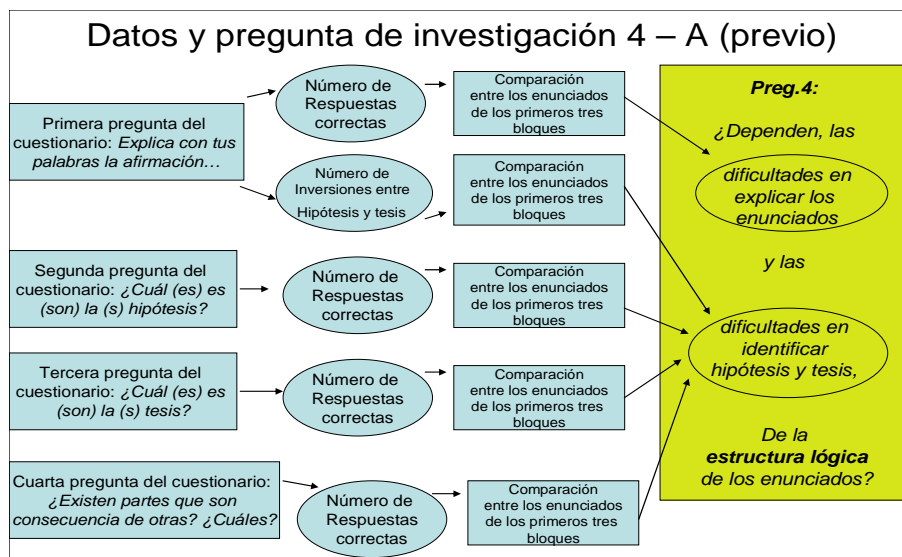 Datos y pregunta de investigación 4 – A (previo)
Primera pregunta del
cuestionario: Explica con tus
palabras la afirmación…
Número de
Respuestas
correctas
Comparación
entre los enunciados
de los primeros tres
bloques
Número de
Inversiones entre
Hipótesis y tesis
Comparación
entre los enunciados
de los primeros tres
bloques
Segunda pregunta del
cuestionario: ¿Cuál (es) es
(son) la (s) hipótesis?
Número de
Respuestas
correctas
Comparación
entre los enunciados
de los primeros tres
bloques
Tercera pregunta del
cuestionario: ¿Cuál (es) es
(son) la (s) tesis?
Número de
Respuestas
correctas
Comparación
entre los enunciados
de los primeros tres
bloques
Cuarta pregunta del cuestionario:
¿Existen partes que son
consecuencia de otras? ¿Cuáles?
Número de
Respuestas
correctas
Comparación
entre los enunciados
de los primeros tres
bloques
Preg.4:
¿Dependen, las
dificultades en
explicar los
enunciados
y las
dificultades en
identificar
hipótesis y tesis,
De la
estructura lógica
de los enunciados?